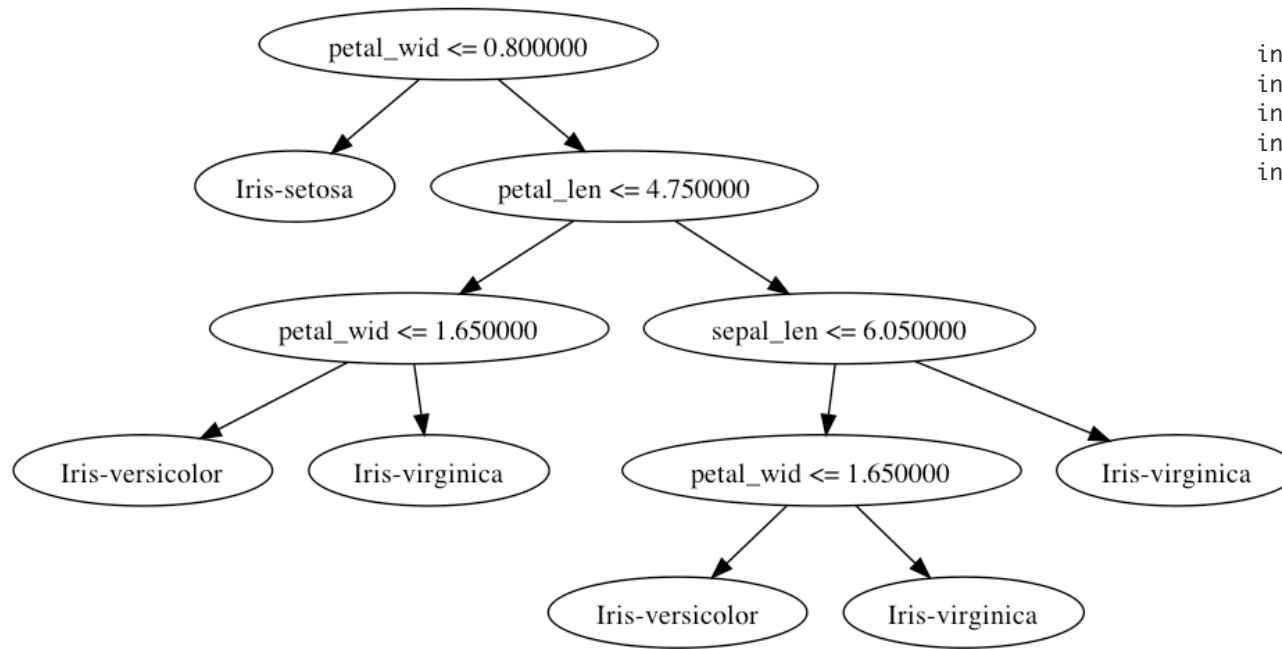 petal_wid <= 0.800000
in
in
in
in
in
Iris-setosa
petal_len <= 4.750000
petal_wid <= 1.650000
sepal_len <= 6.050000
Iris-versicolor
Iris-virginica
petal_wid <= 1.650000
Iris-virginica
Iris-versicolor
Iris-virginica